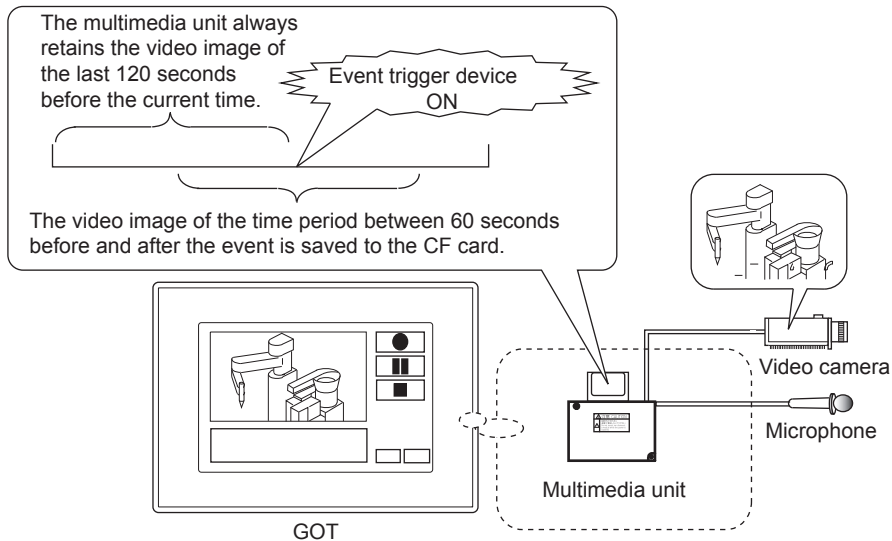 The multimedia unit always
retains the video image of
the last 120 seconds
before the current time.
Event trigger device
ON
The video image of the time period between 60 seconds
before and after the event is saved to the CF card.
Video camera
Microphone
Multimedia unit
GOT